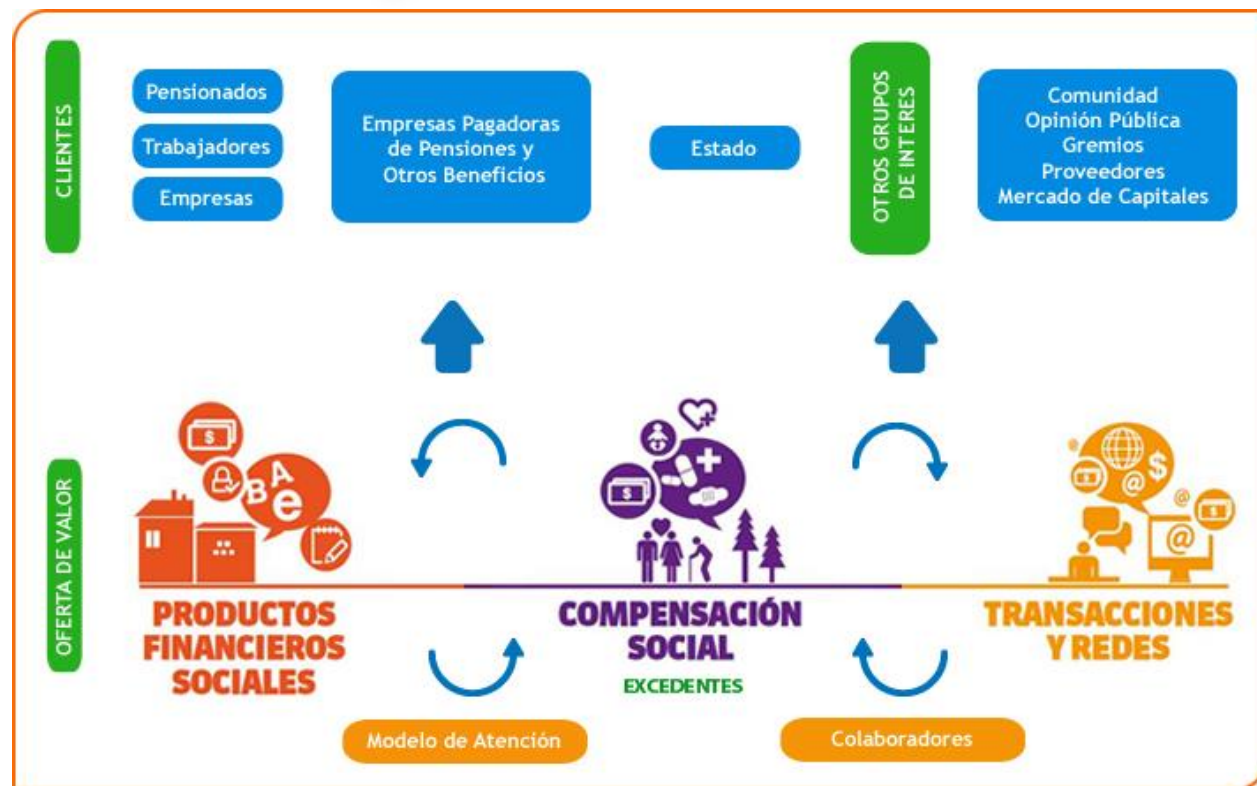 CLIENTES
Pensionados
Trabajadores
Empresas
Empresas Pagadoras
de Pensiones y
Otros Beneficios
Estado
OTROS GRUPOS
DE INTERES
Comunidad
Opinión Pública
Gremios
Proveedores
Mercado de Capitales
OFERTA DE VALOR
$
B A e
PRODUCTOS
FINANCIEROS
SOCIALES
$
COMPENSACIÓN
SOCIAL
EXCEDENTES
@
$
$
@
@
$
@
TRANSACCIONES
Y REDES
Modelo de Atención
Colaboradores